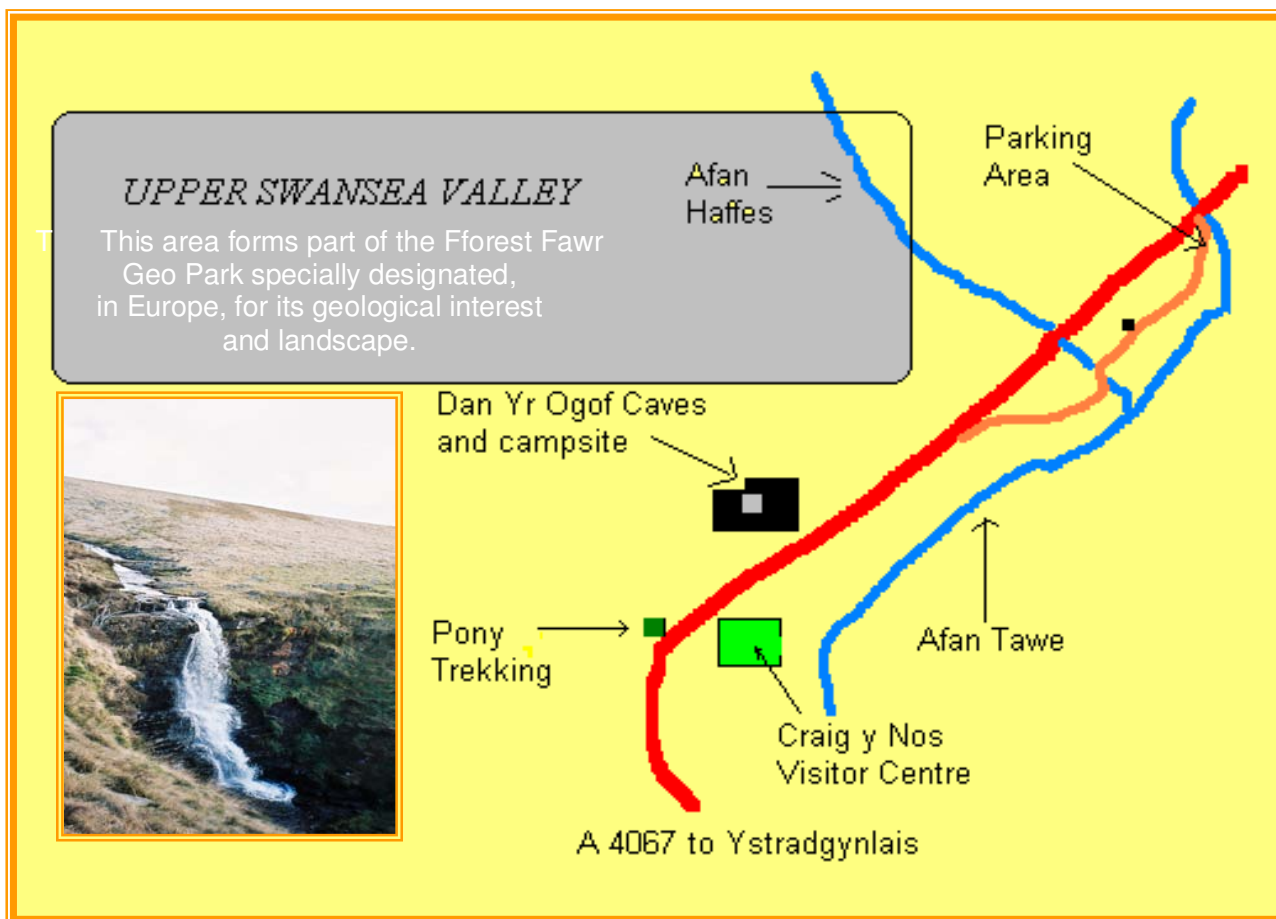 UPPER SWANSEA VALLEY
T This area forms part of the Fforest Fawr
Geo Park specially designated,
in Europe, for its geological interest
and landscape.
Afan
Haffes
Parking
Area
Dan Yr Ogof Caves
and campsite
Pony
Trekking
Afan Tawe
Craig y Nos
Visitor Centre
A 4067 to Ystradgynlais